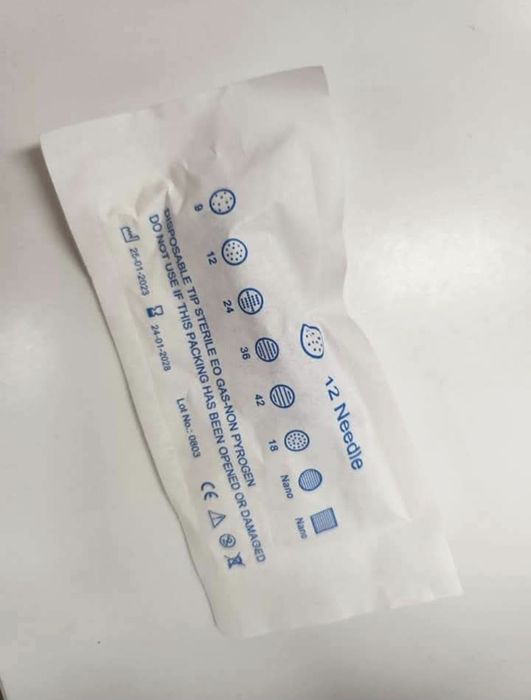 12 Needle
9 12 24 36 42 18 Nano Nano
DISPOSABLE TIP STERILE EO GAS-NON PYROGEN
DO NOT USE IF THIS PACKING HAS BEEN OPENED OR DAMAGED
25-01-2023 24-01-2028 Lot No.: 0803 CE